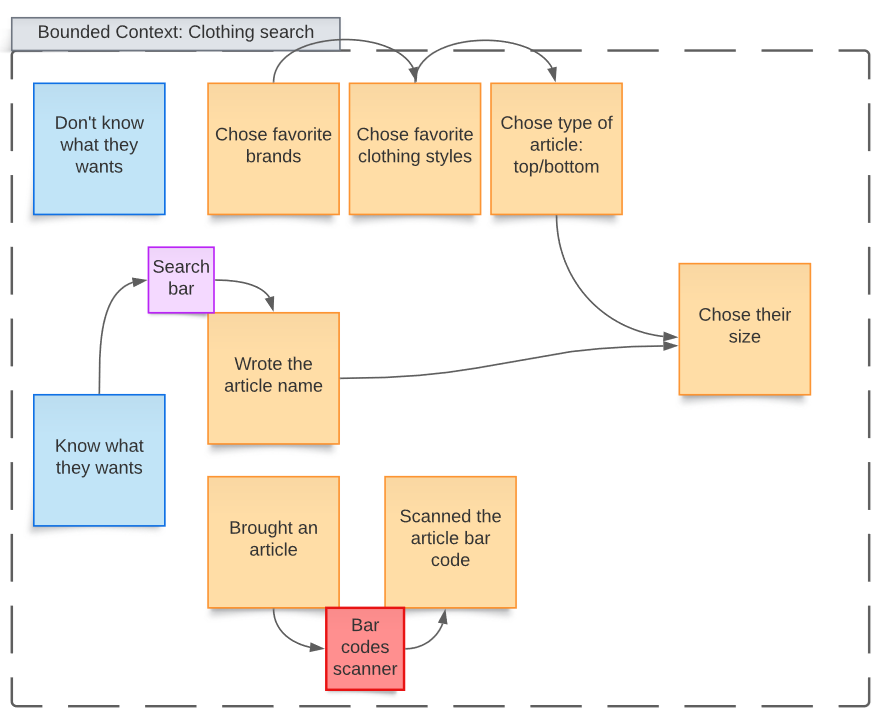 Bounded Context: Clothing search
Don't know
what they
wants
Chose favorite
brands
Chose favorite
clothing styles
Chose type of
article:
top/bottom
Search
bar
Chose their
size
Wrote the
article name
Know what
they wants
Brought an
article
Scanned the
article bar
code
Bar
codes
scanner